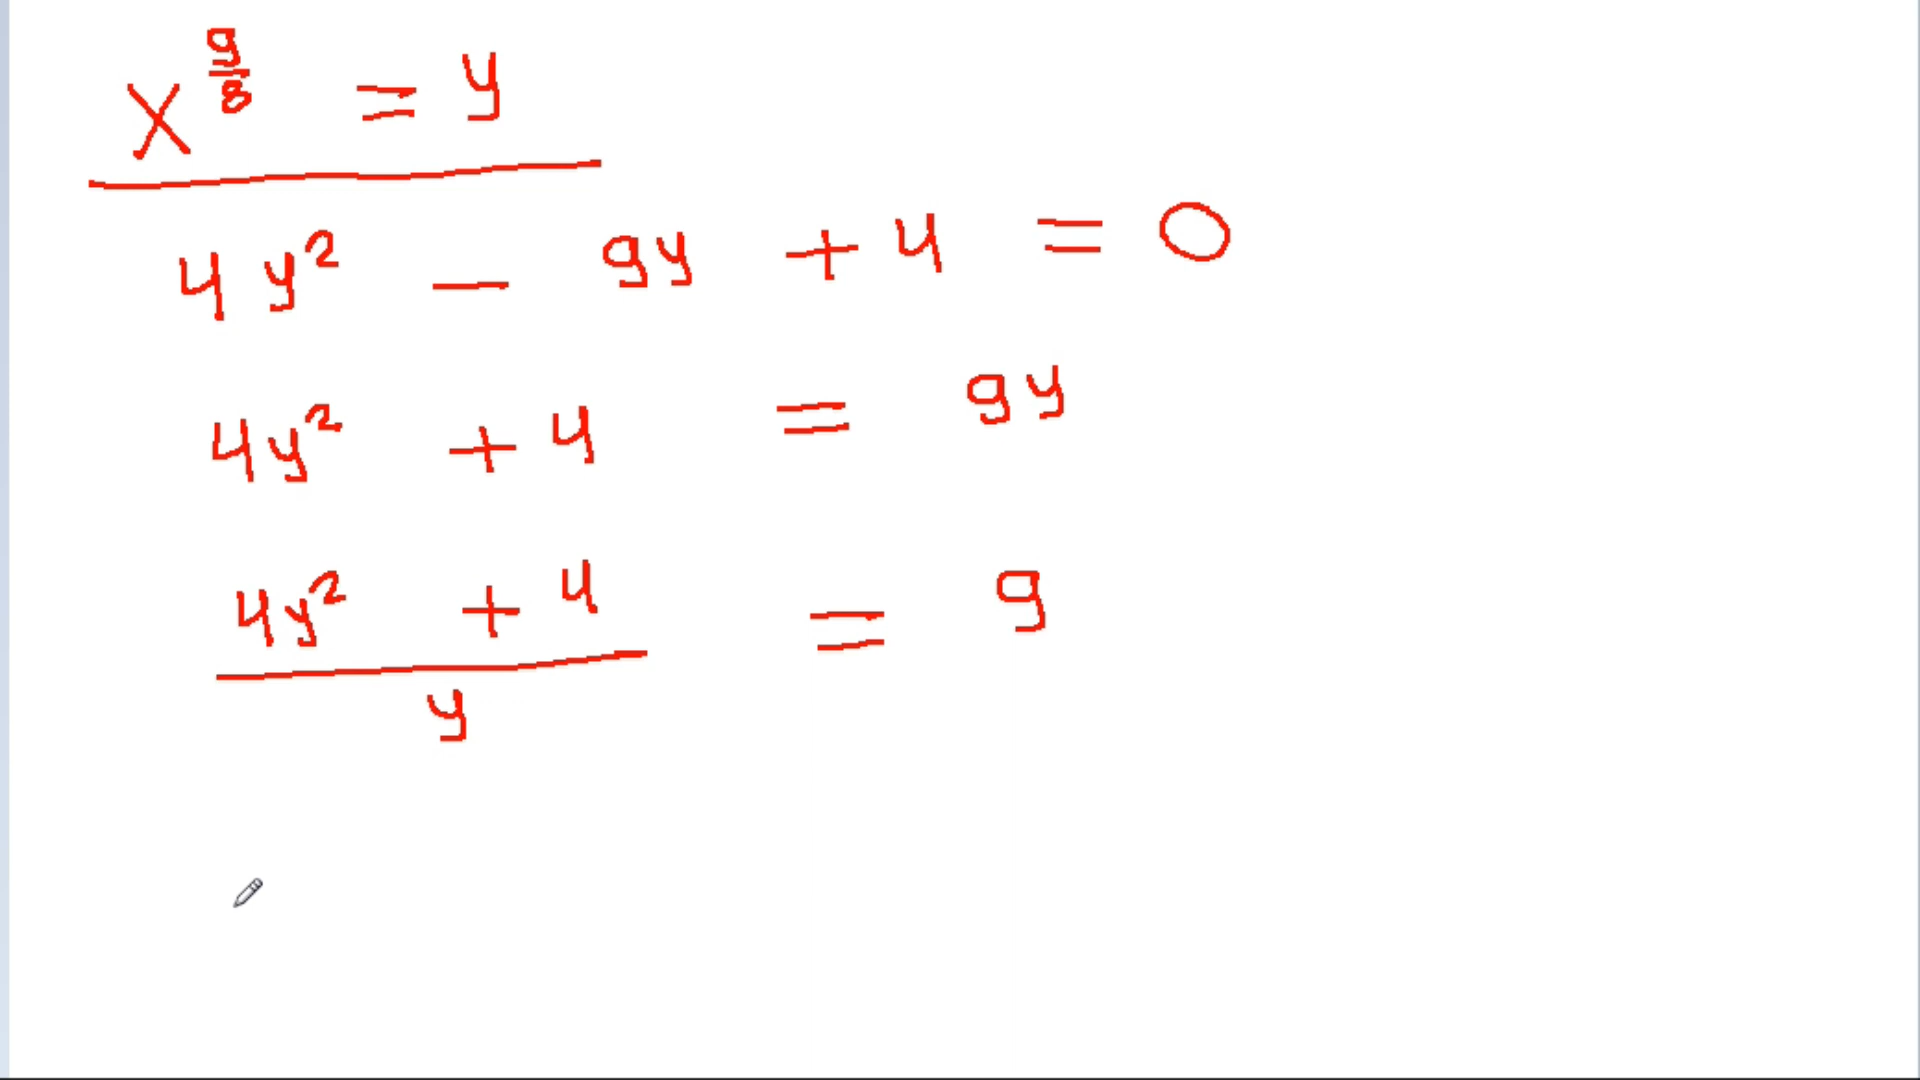 x^(9/8) = y
4y² − 9y + 4 = 0
4y² + 4 = 9y
(4y² + 4)/y = 9